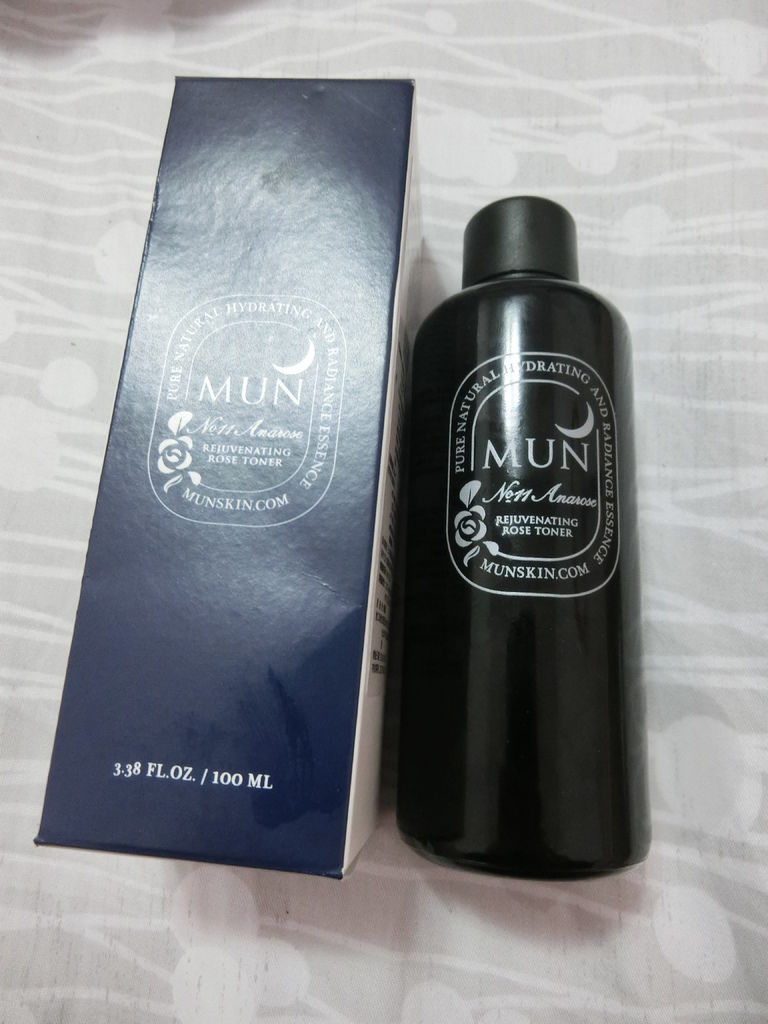 PURE NATURAL HYDRATING AND RADIANCE ESSENCE
MUN
No11 Anarose
REJUVENATING
ROSE TONER
MUNSKIN.COM
3.38 FL.OZ. / 100 ML
PURE NATURAL HYDRATING AND RADIANCE ESSENCE
MUN
No11 Anarose
REJUVENATING
ROSE TONER
MUNSKIN.COM